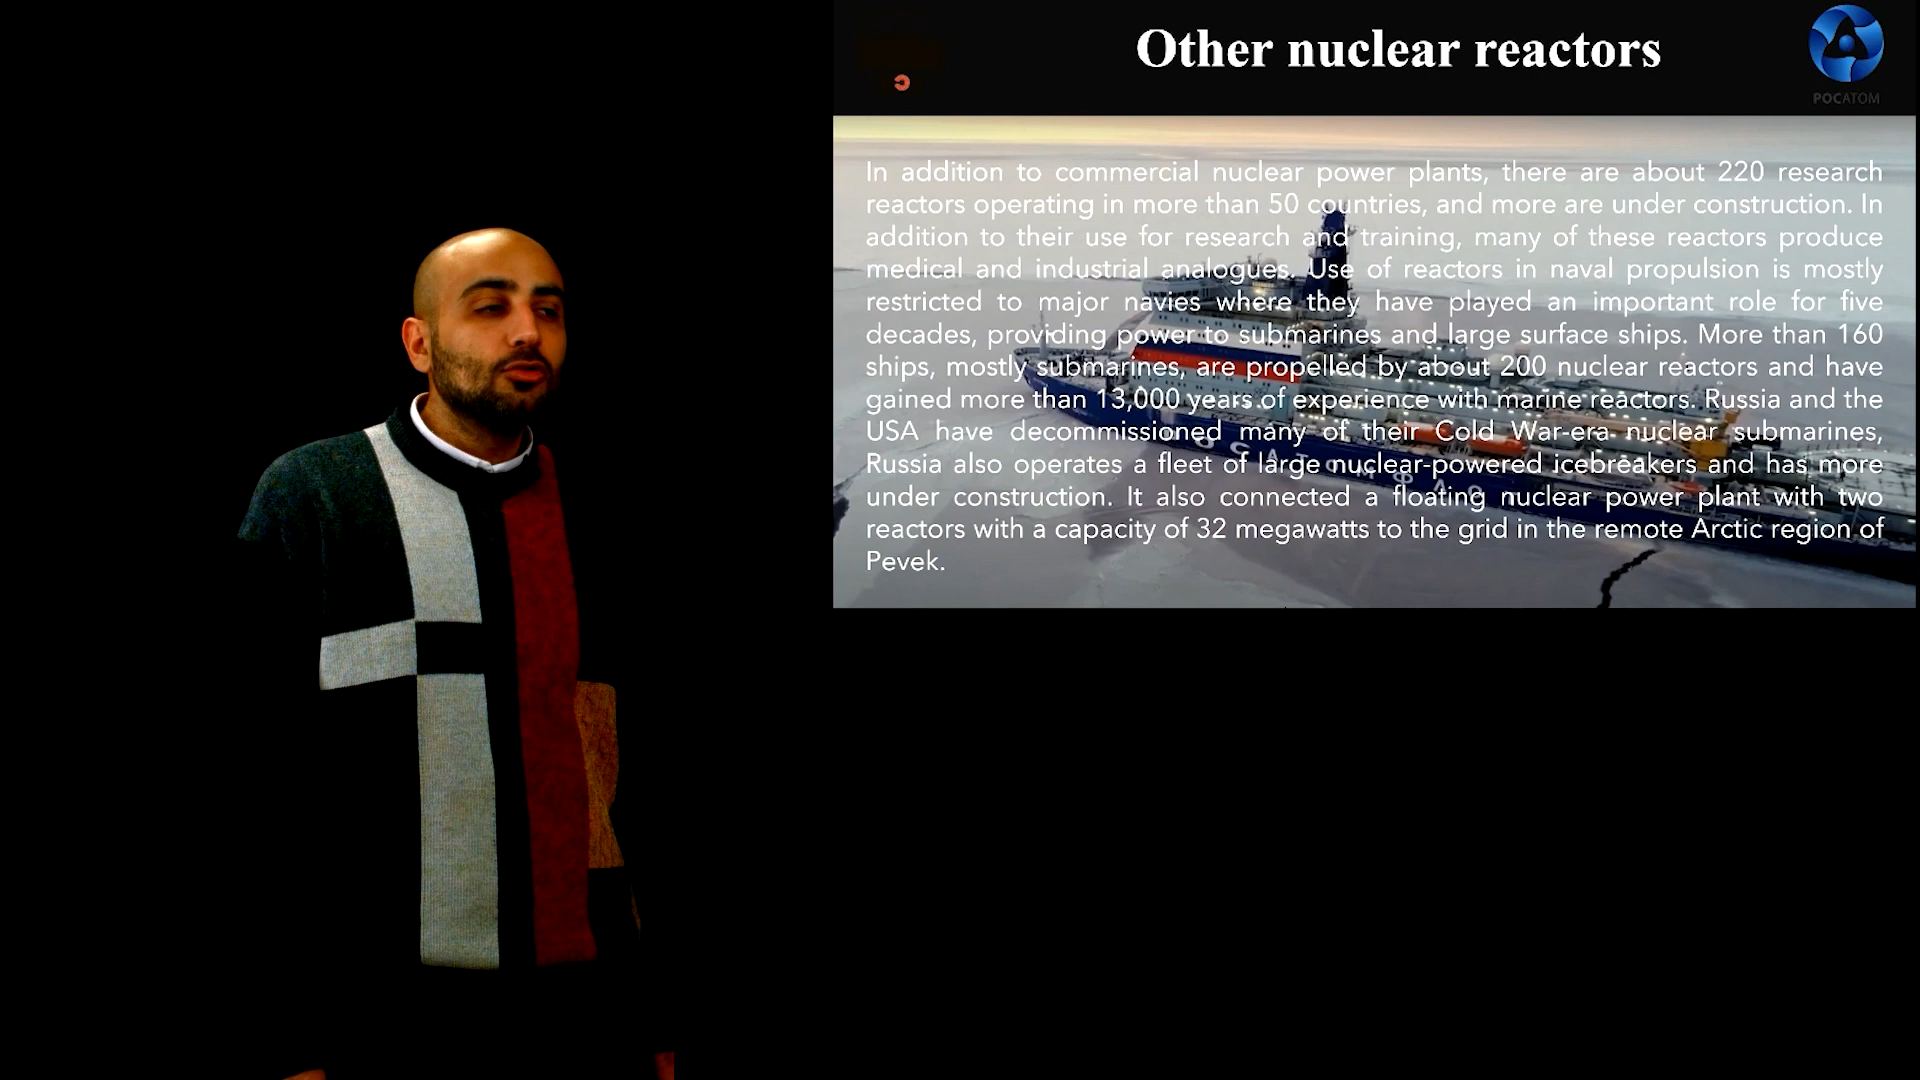 Other nuclear reactors
РОСАТОМ
In addition to commercial nuclear power plants, there are about 220 research
reactors operating in more than 50 countries, and more are under construction. In
addition to their use for research and training, many of these reactors produce
medical and industrial analogues. Use of reactors in naval propulsion is mostly
restricted to major navies where they have played an important role for five
decades, providing power to submarines and large surface ships. More than 160
ships, mostly submarines, are propelled by about 200 nuclear reactors and have
gained more than 13,000 years of experience with marine reactors. Russia and the
USA have decommissioned many of their Cold War-era nuclear submarines,
Russia also operates a fleet of large nuclear-powered icebreakers and has more
under construction. It also connected a floating nuclear power plant with two
reactors with a capacity of 32 megawatts to the grid in the remote Arctic region of
Pevek.